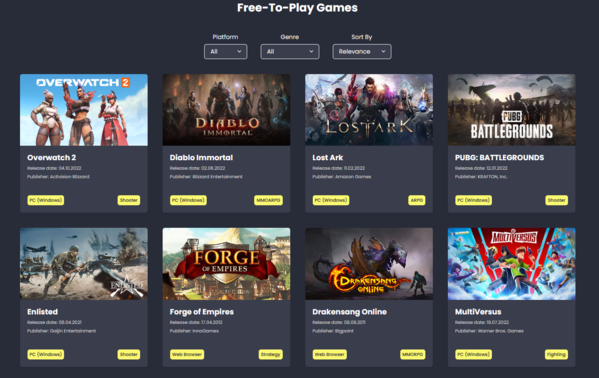 Free-To-Play Games
Platform
Genre
Sort By
All
All
Relevance
OVERWATCH 2
DIABLO
IMMORTAL
LOST ARK
PUBG
BATTLEGROUNDS
Overwatch 2
Release date: 04.10.2022
Publisher: Activision Blizzard
PC (Windows)
Shooter
Diablo Immortal
Release date: 02.06.2022
Publisher: Blizzard Entertainment
PC (Windows)
MMOARPG
Lost Ark
Release date: 11.02.2022
Publisher: Amazon Games
PC (Windows)
ARPG
PUBG: BATTLEGROUNDS
Release date: 12.01.2022
Publisher: KRAFTON, Inc.
PC (Windows)
Shooter
ENLISTED
FORGE
OF EMPIRES
DRAKENSANG
ONLINE
MULTIVERSUS
Enlisted
Release date: 08.04.2021
Publisher: Gaijin Entertainment
PC (Windows)
Shooter
Forge of Empires
Release date: 17.04.2012
Publisher: InnoGames
Web Browser
Strategy
Drakensang Online
Release date: 08.08.2011
Publisher: Bigpoint
Web Browser
MMORPG
MultiVersus
Release date: 19.07.2022
Publisher: Warner Bros. Games
PC (Windows)
Fighting